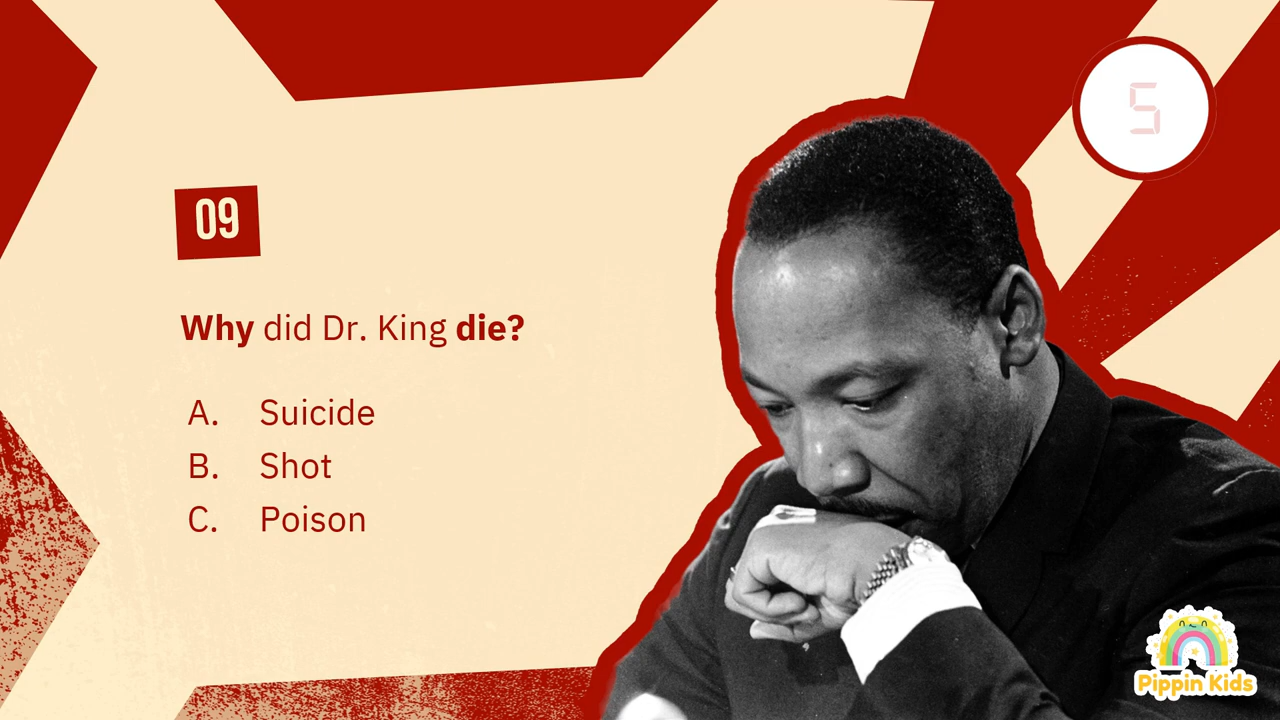 5
09
Why did Dr. King die?
A. Suicide
B. Shot
C. Poison
Pippin Kids